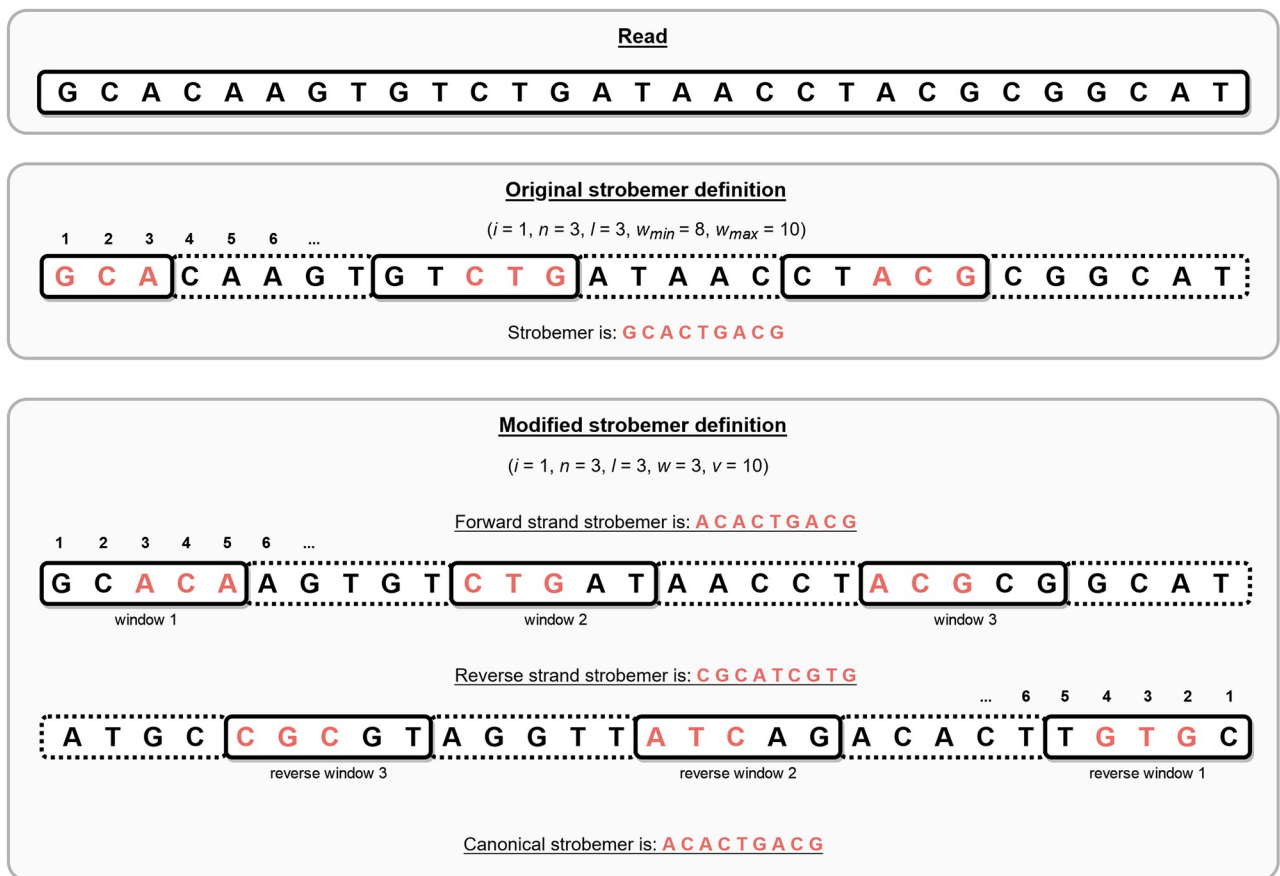 Read
G C A C A A G T G T C T G A T A A C C T A C G C G G C A T
Original strobemer definition
(i = 1, n = 3, l = 3, wmin = 8, wmax = 10)
1 2 3 4 5 6 ...
G C A C A A G T G T C T G A T A A C C T A C G C G G C A T
Strobemer is: G C A C T G A C G
Modified strobemer definition
(i = 1, n = 3, l = 3, w = 3, v = 10)
Forward strand strobemer is: A C A C T G A C G
1 2 3 4 5 6 ...
G C A C A A G T G T C T G A T A A C C T A C G C G G C A T
window 1 window 2 window 3
Reverse strand strobemer is: C G C A T C G T G
... 6 5 4 3 2 1
A T G C C G C G T A G G T T A T C A G A C A C T T G T G C
reverse window 3 reverse window 2 reverse window 1
Canonical strobemer is: A C A C T G A C G